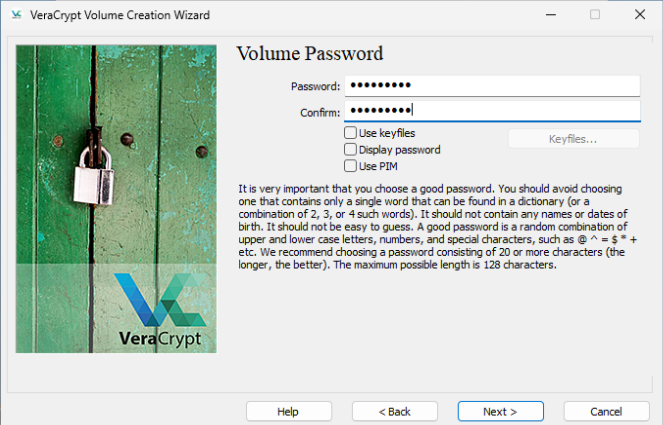 VeraCrypt Volume Creation Wizard
Volume Password
Password: •••••••••
Confirm: •••••••••
Use keyfiles
Keyfiles...
Display password
Use PIM
It is very important that you choose a good password. You should avoid choosing
one that contains only a single word that can be found in a dictionary (or a
combination of 2, 3, or 4 such words). It should not contain any names or dates of
birth. It should not be easy to guess. A good password is a random combination of
upper and lower case letters, numbers, and special characters, such as @ ^ = $ * +
etc. We recommend choosing a password consisting of 20 or more characters (the
longer, the better). The maximum possible length is 128 characters.
VeraCrypt
Help
< Back
Next >
Cancel